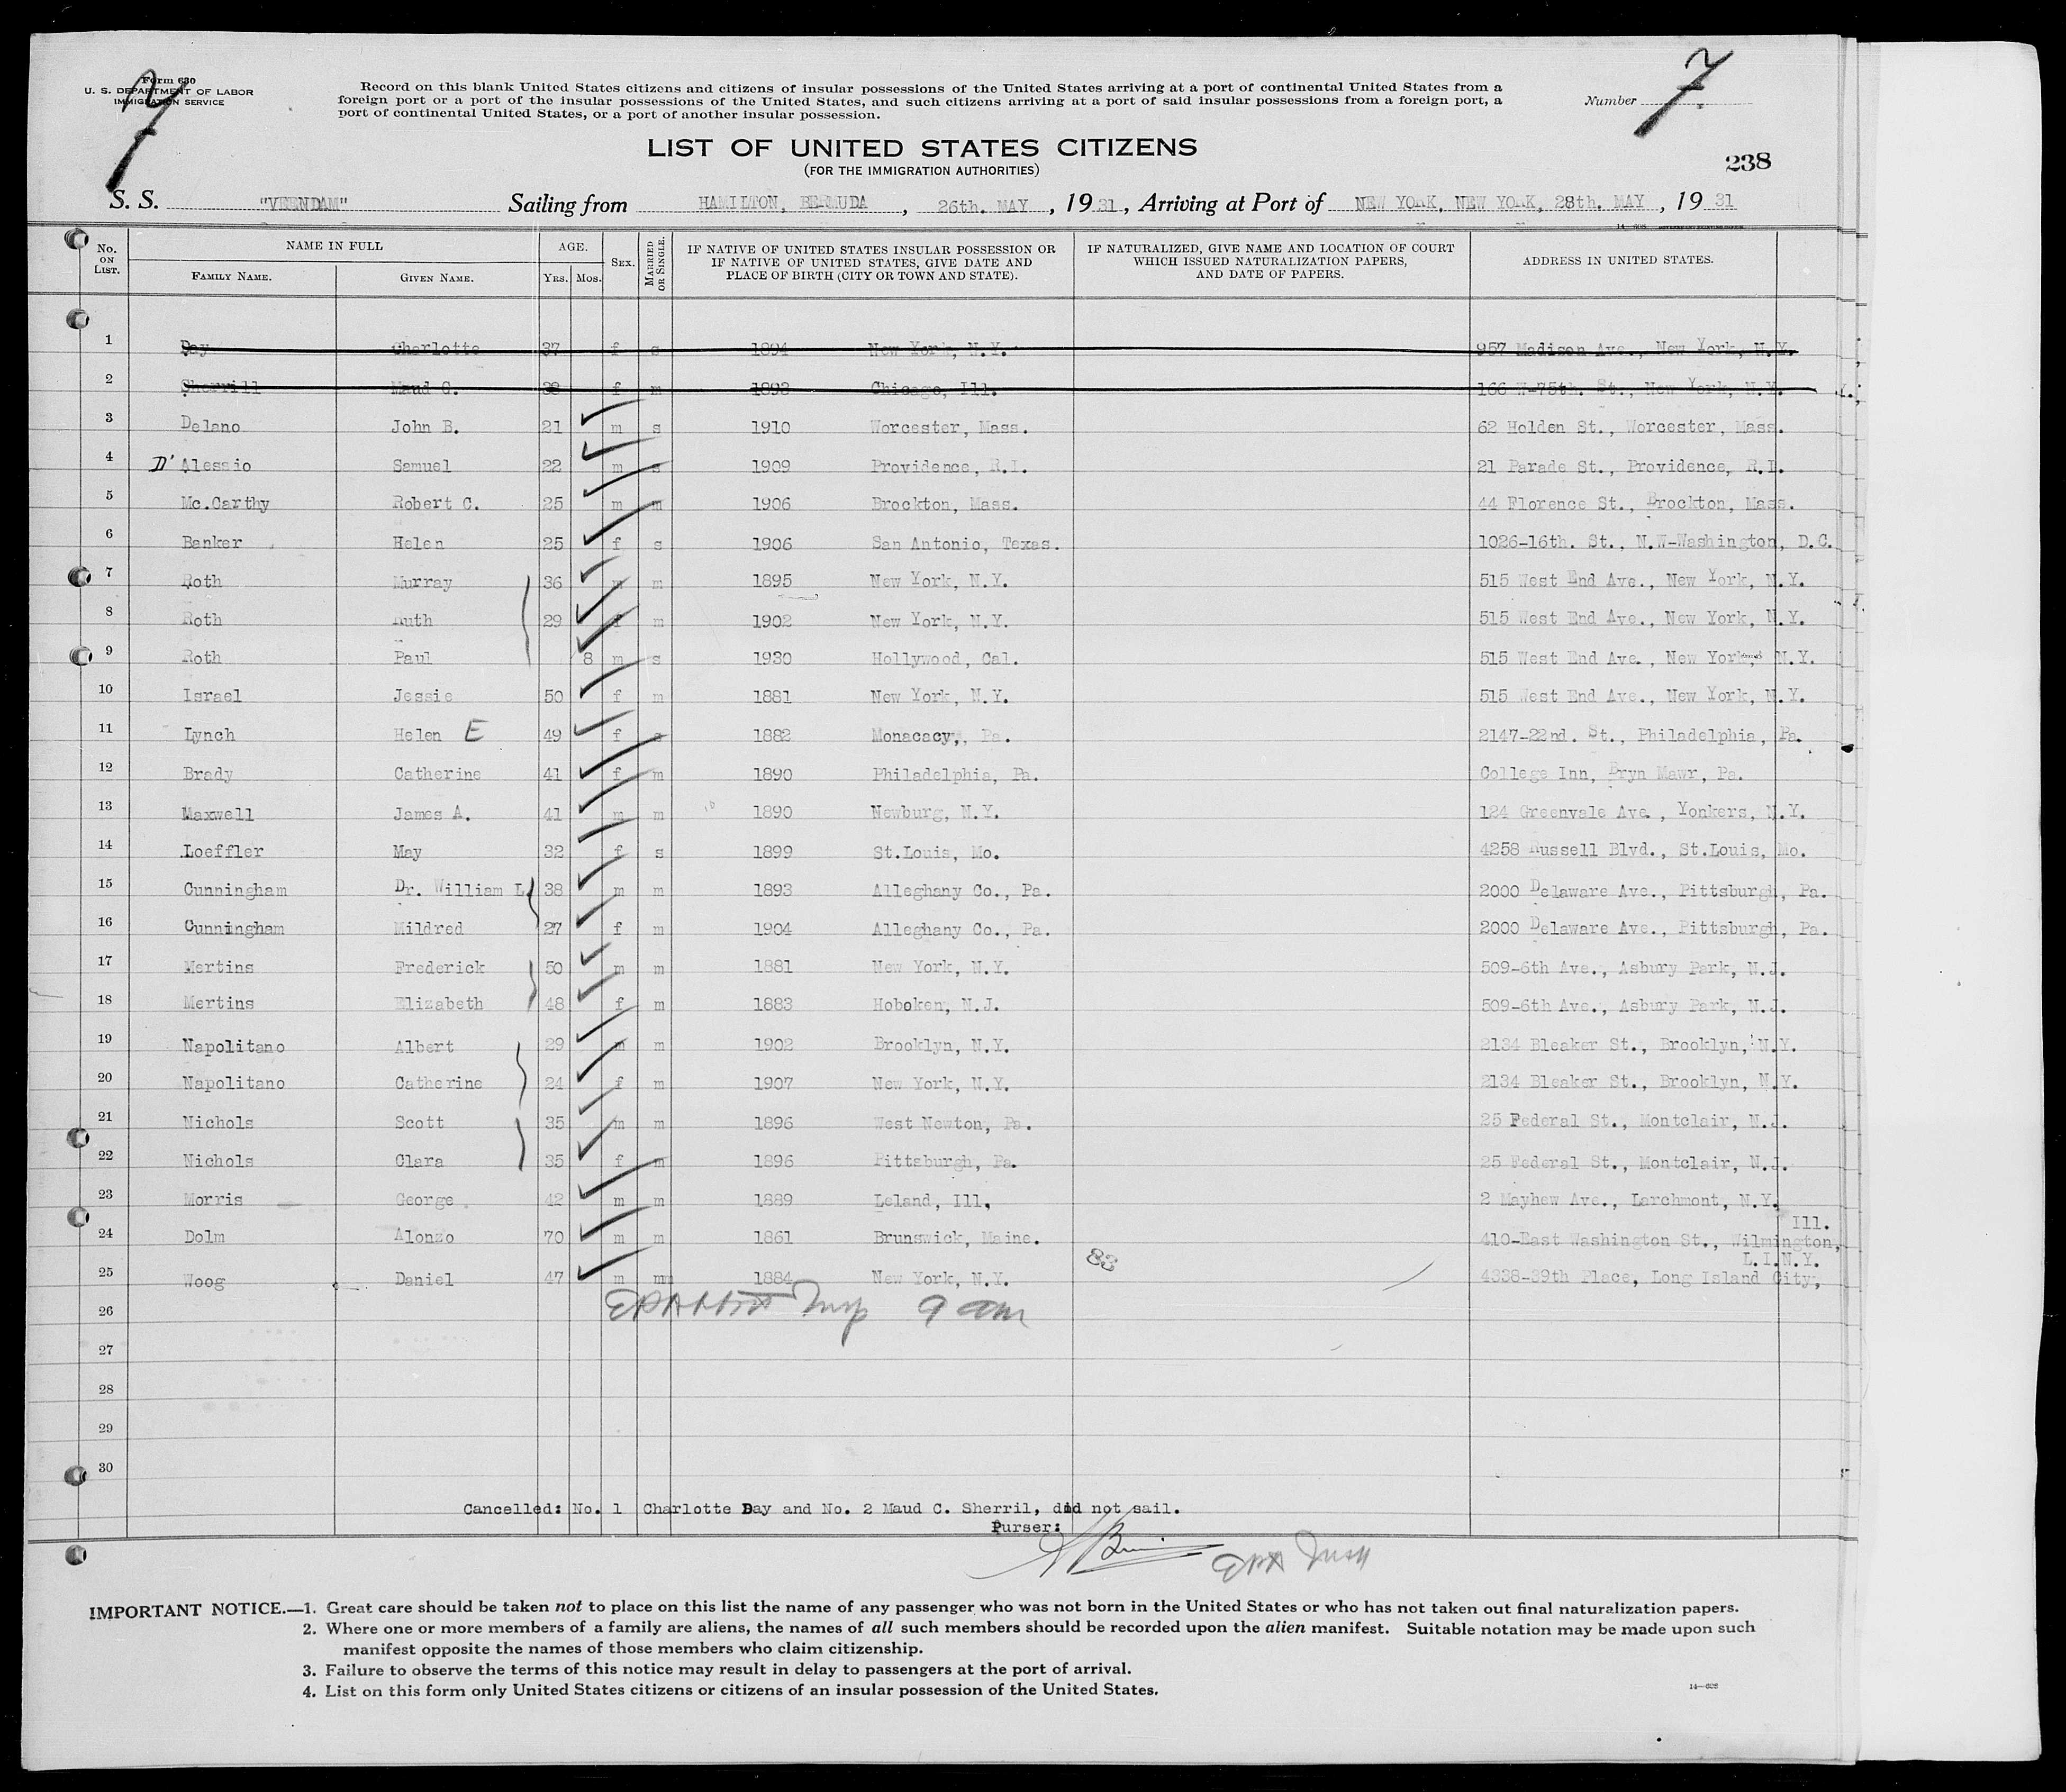 Form 630
U. S. DEPARTMENT OF LABOR
IMMIGRATION SERVICE
7
Record on this blank United States citizens and citizens of insular possessions of the United States arriving at a port of continental United States from a
foreign port or a port of the insular possessions of the United States, and such citizens arriving at a port of said insular possessions from a foreign port, a
port of continental United States, or a port of another insular possession.
Number 7
LIST OF UNITED STATES CITIZENS
(FOR THE IMMIGRATION AUTHORITIES)
238
S. S. "VEENDAM" Sailing from HAMILTON, BERMUDA, 26th. MAY, 1931, Arriving at Port of NEW YORK, NEW YORK, 28th. MAY, 1931
No. ON LIST. NAME IN FULL FAMILY NAME. GIVEN NAME. AGE. YRS. MOS. SEX. MARRIED OR SINGLE. IF NATIVE OF UNITED STATES INSULAR POSSESSION OR IF NATIVE OF UNITED STATES, GIVE DATE AND PLACE OF BIRTH (CITY OR TOWN AND STATE). IF NATURALIZED, GIVE NAME AND LOCATION OF COURT WHICH ISSUED NATURALIZATION PAPERS, AND DATE OF PAPERS. ADDRESS IN UNITED STATES.
1 Day Charlotte 37 f s 1894 New York, N.Y. 957 Madison Ave., New York, N.Y.
2 Sherrill Maud C. 38 f m 1893 Chicago, Ill. 166 W-75th. St., New York, N.Y.
3 Delano John B. 21 m s 1910 Worcester, Mass. 62 Holden St., Worcester, Mass.
4 D' Alessio Samuel 22 m s 1909 Providence, R.I. 21 Parade St., Providence, R.I.
5 Mc.Carthy Robert C. 25 m m 1906 Brockton, Mass. 44 Florence St., Brockton, Mass.
6 Banker Helen 25 f s 1906 San Antonio, Texas. 1026-16th. St., N.W-Washington, D.C.
7 Roth Murray 36 m m 1895 New York, N.Y. 515 West End Ave., New York, N.Y.
8 Roth Ruth 29 f m 1902 New York, N.Y. 515 West End Ave., New York, N.Y.
9 Roth Paul 8 m s 1930 Hollywood, Cal. 515 West End Ave., New York, N.Y.
10 Israel Jessie 50 f m 1881 New York, N.Y. 515 West End Ave., New York, N.Y.
11 Lynch Helen E 49 f s 1882 Monacacy,, Pa. 2147-22nd. St., Philadelphia, Pa.
12 Brady Catherine 41 f m 1890 Philadelphia, Pa. College Inn, Bryn Mawr, Pa.
13 Maxwell James A. 41 m m 1890 Newburg, N.Y. 124 Greenvale Ave., Yonkers, N.Y.
14 Loeffler May 32 f s 1899 St.Louis, Mo. 4258 Russell Blvd., St.Louis, Mo.
15 Cunningham Dr. William L 38 m m 1893 Alleghany Co., Pa. 2000 Delaware Ave., Pittsburgh, Pa.
16 Cunningham Mildred 27 f m 1904 Alleghany Co., Pa. 2000 Delaware Ave., Pittsburgh, Pa.
17 Mertins Frederick 50 m m 1881 New York, N.Y. 509-6th Ave., Asbury Park, N.J.
18 Mertins Elizabeth 48 f m 1883 Hoboken, N.J. 509-6th Ave., Asbury Park, N.J.
19 Napolitano Albert 29 m m 1902 Brooklyn, N.Y. 2134 Bleaker St., Brooklyn, N.Y.
20 Napolitano Catherine 24 f m 1907 New York, N.Y. 2134 Bleaker St., Brooklyn, N.Y.
21 Nichols Scott 35 m m 1896 West Newton, Pa. 25 Federal St., Montclair, N.J.
22 Nichols Clara 35 f m 1896 Pittsburgh, Pa. 25 Federal St., Montclair, N.J.
23 Morris George 42 m m 1889 Leland, Ill. 2 Mayhew Ave., Larchmont, N.Y.
24 Dolm Alonzo 70 m m 1861 Brunswick, Maine. 410-East Washington St., Wilmington, Ill.
83
25 Woog Daniel 47 m m 1884 New York, N.Y. 4338-39th Place, Long Island City, L.I.N.Y.
26 9 am
27
28
29
30
Cancelled: No. 1 Charlotte Day and No. 2 Maud C. Sherril, did not sail.
Purser:
IMPORTANT NOTICE.—1. Great care should be taken not to place on this list the name of any passenger who was not born in the United States or who has not taken out final naturalization papers.
2. Where one or more members of a family are aliens, the names of all such members should be recorded upon the alien manifest. Suitable notation may be made upon such
manifest opposite the names of those members who claim citizenship.
3. Failure to observe the terms of this notice may result in delay to passengers at the port of arrival.
4. List on this form only United States citizens or citizens of an insular possession of the United States.